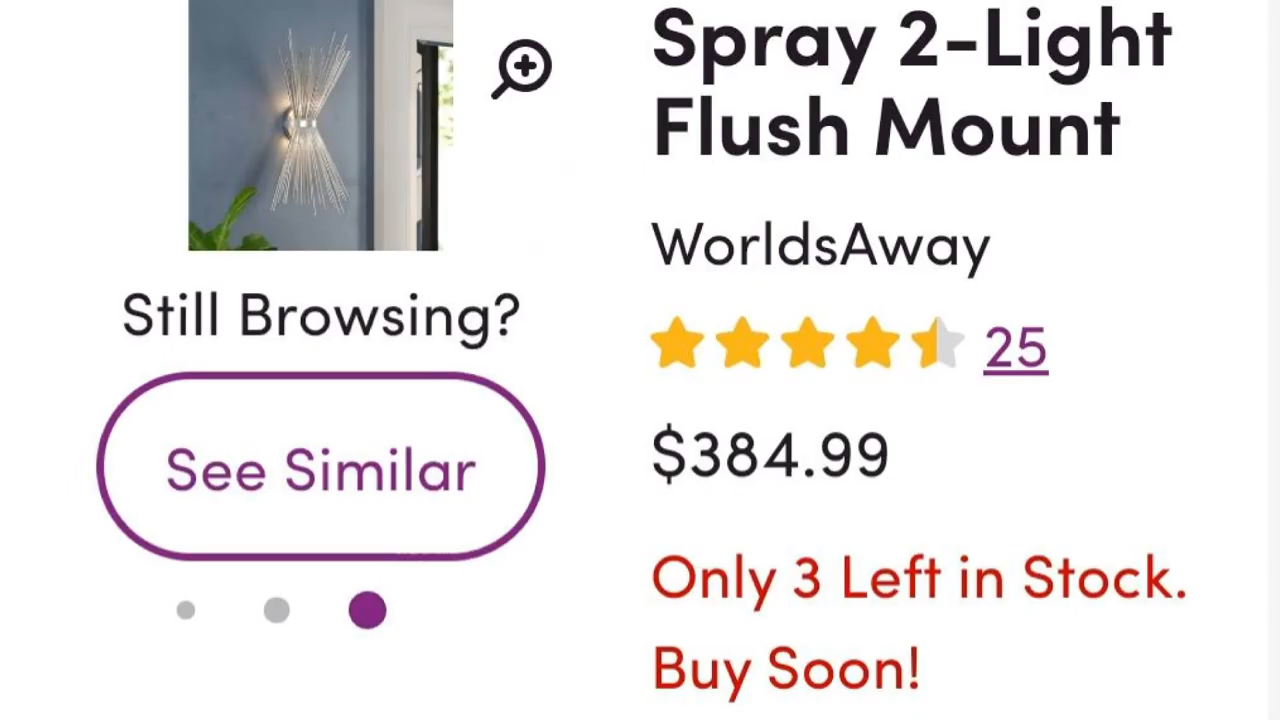 Spray 2-Light
Flush Mount
WorldsAway
25
$384.99
Only 3 Left in Stock.
Buy Soon!
Still Browsing?
See Similar